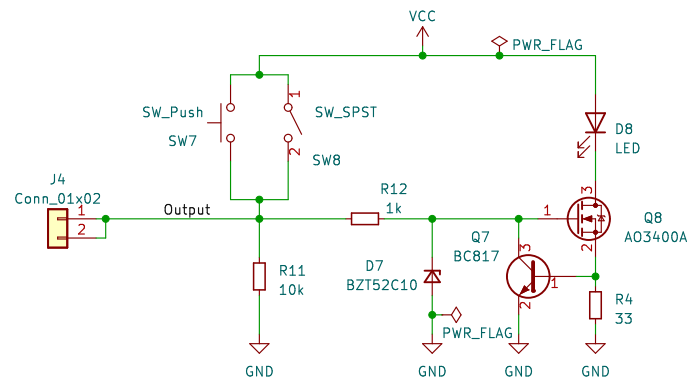 VCC
PWR_FLAG
SW_Push
1
SW_SPST
SW7
2
SW8
D8
LED
J4
Conn_01x02
1
2
Output
R12
1k
1
3
Q8
AO3400A
2
Q7
BC817
3
1
2
D7
BZT52C10
R11
10k
R4
33
PWR_FLAG
GND
GND
GND
GND